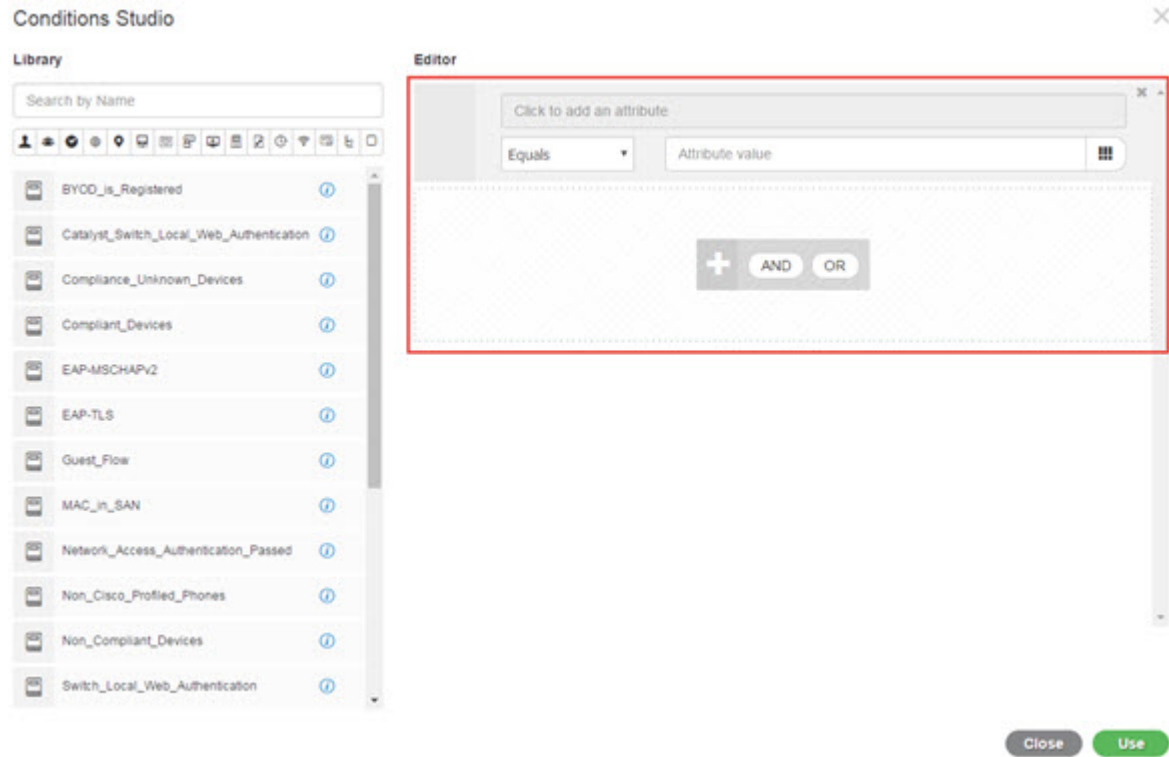 Conditions Studio
Library
Search by Name
BYOD_is_Registered
Catalyst_Switch_Local_Web_Authentication
Compliance_Unknown_Devices
Compliant_Devices
EAP-MSCHAPv2
EAP-TLS
Guest_Flow
MAC_in_SAN
Network_Access_Authentication_Passed
Non_Cisco_Profiled_Phones
Non_Compliant_Devices
Switch_Local_Web_Authentication
Editor
Click to add an attribute
Equals
Attribute value
AND OR
Close Use